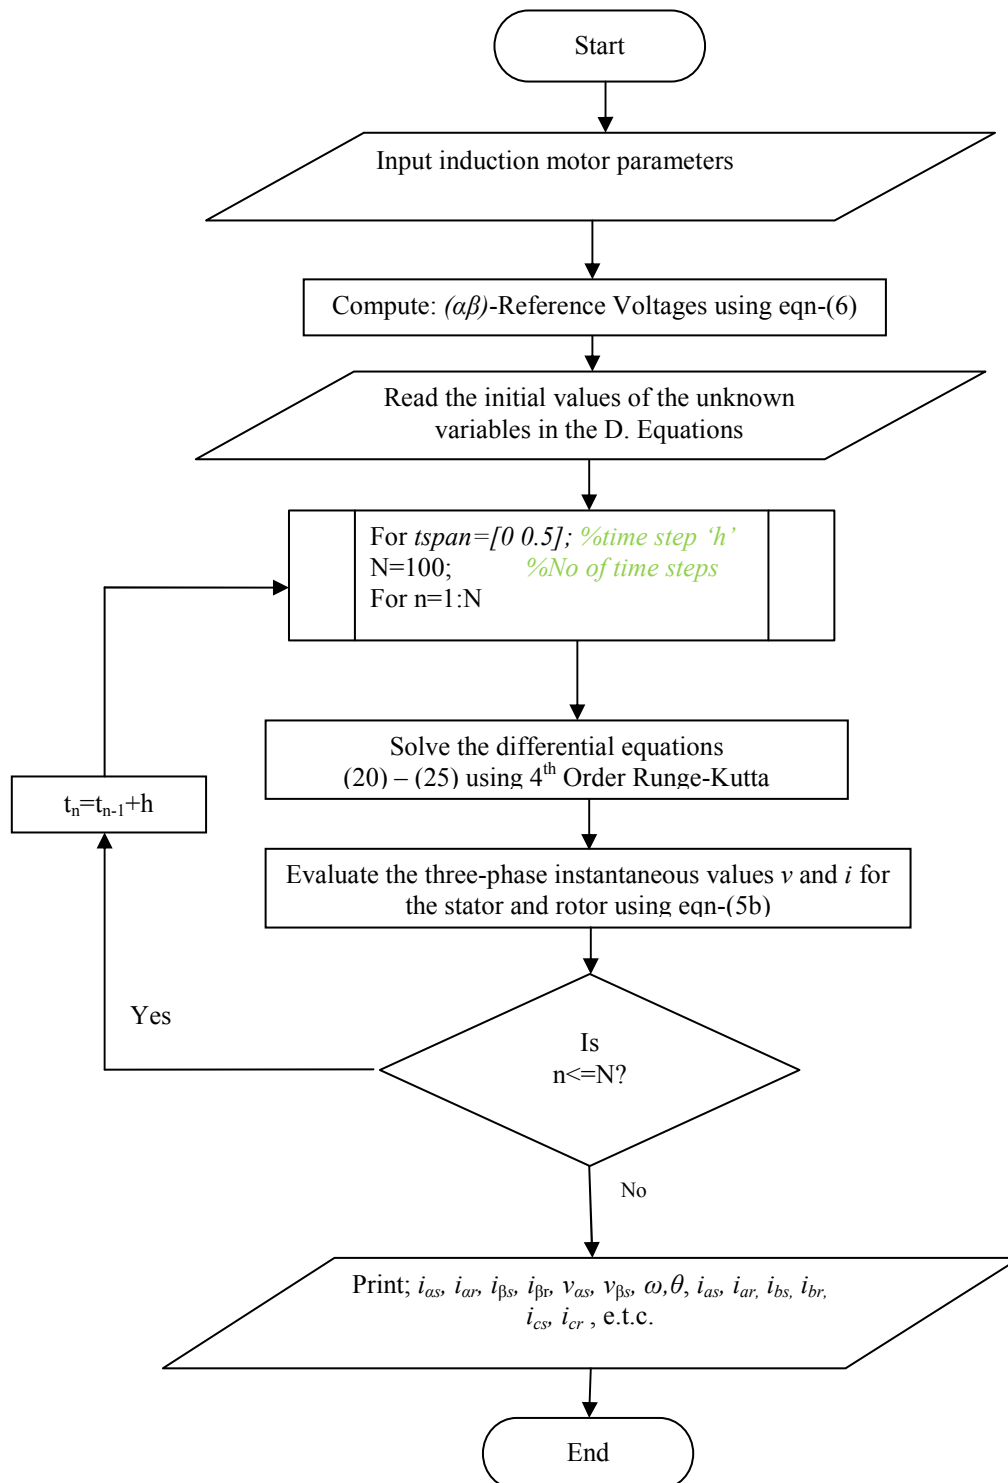 Start
Input induction motor parameters
Compute: (αβ)-Reference Voltages using eqn-(6)
Read the initial values of the unknown
variables in the D. Equations
For tspan=[0 0.5]; %time step ‘h’
N=100; %No of time steps
For n=1:N
Solve the differential equations
(20) – (25) using 4th Order Runge-Kutta
tn=tn-1+h
Evaluate the three-phase instantaneous values v and i for
the stator and rotor using eqn-(5b)
Yes
Is
n<=N?
No
Print; iαs, iαr, iβs, iβr, vαs, vβs, ω,θ, ias, iar, ibs, ibr,
ics, icr , e.t.c.
End